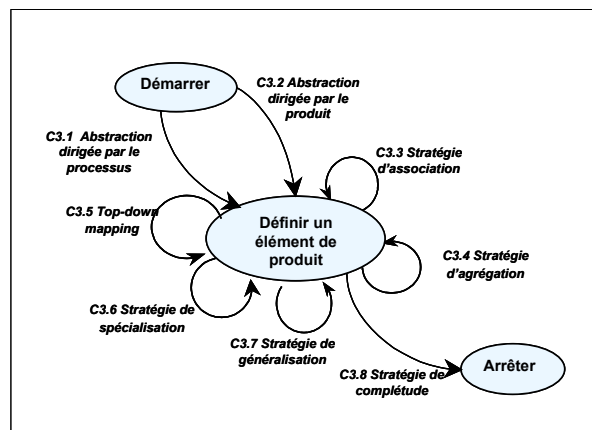 Démarrer
C3.2 Abstraction
dirigée par le
produit
C3.1 Abstraction
dirigée par le
processus
C3.3 Stratégie
d'association
C3.5 Top-down
mapping
Définir un
élément de
produit
C3.4 Stratégie
d'agrégation
C3.6 Stratégie de
spécialisation
C3.7 Stratégie de
généralisation
C3.8 Stratégie de
complétude
Arrêter